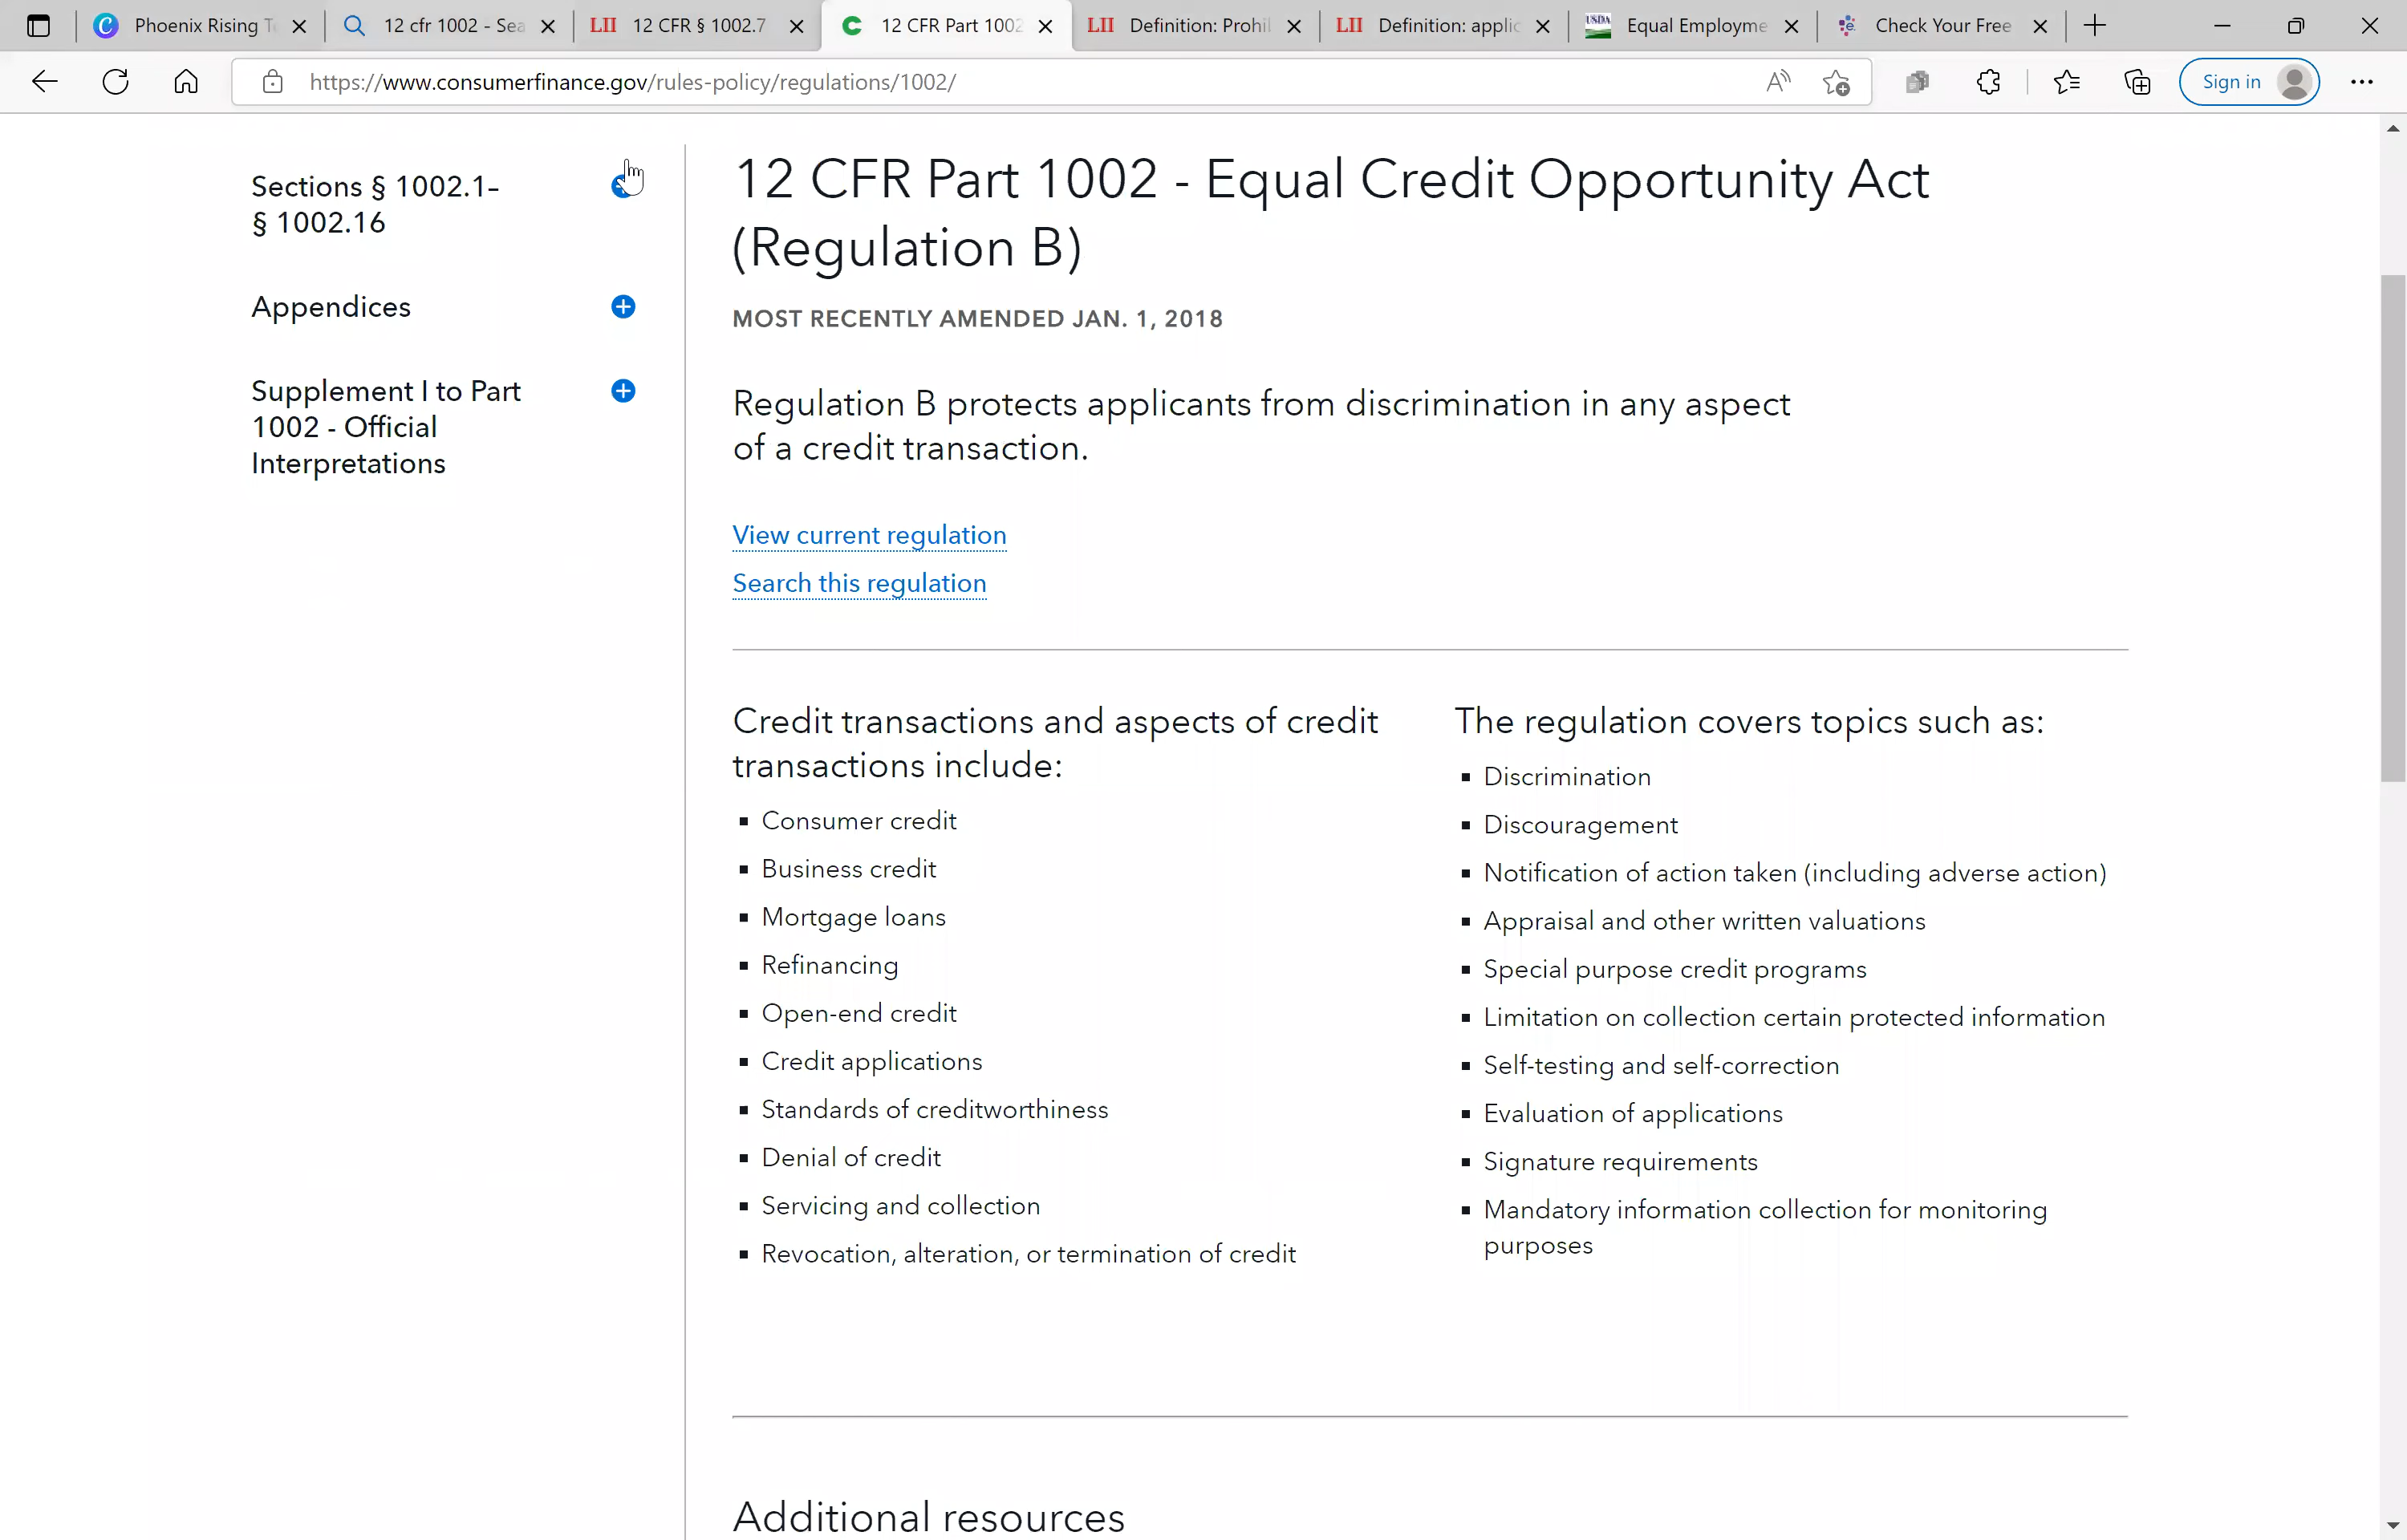 Phoenix Rising T
12 cfr 1002 - Sea
LII 12 CFR § 1002.7
12 CFR Part 1002
LII Definition: Prohil
LII Definition: applic
USDA Equal Employme
Check Your Free
https://www.consumerfinance.gov/rules-policy/regulations/1002/
Sign in
Sections § 1002.1–
§ 1002.16
Appendices
Supplement I to Part
1002 - Official
Interpretations
12 CFR Part 1002 - Equal Credit Opportunity Act
(Regulation B)
MOST RECENTLY AMENDED JAN. 1, 2018
Regulation B protects applicants from discrimination in any aspect
of a credit transaction.
View current regulation
Search this regulation
Credit transactions and aspects of credit
transactions include:
Consumer credit
Business credit
Mortgage loans
Refinancing
Open-end credit
Credit applications
Standards of creditworthiness
Denial of credit
Servicing and collection
Revocation, alteration, or termination of credit
The regulation covers topics such as:
Discrimination
Discouragement
Notification of action taken (including adverse action)
Appraisal and other written valuations
Special purpose credit programs
Limitation on collection certain protected information
Self-testing and self-correction
Evaluation of applications
Signature requirements
Mandatory information collection for monitoring
purposes
Additional resources